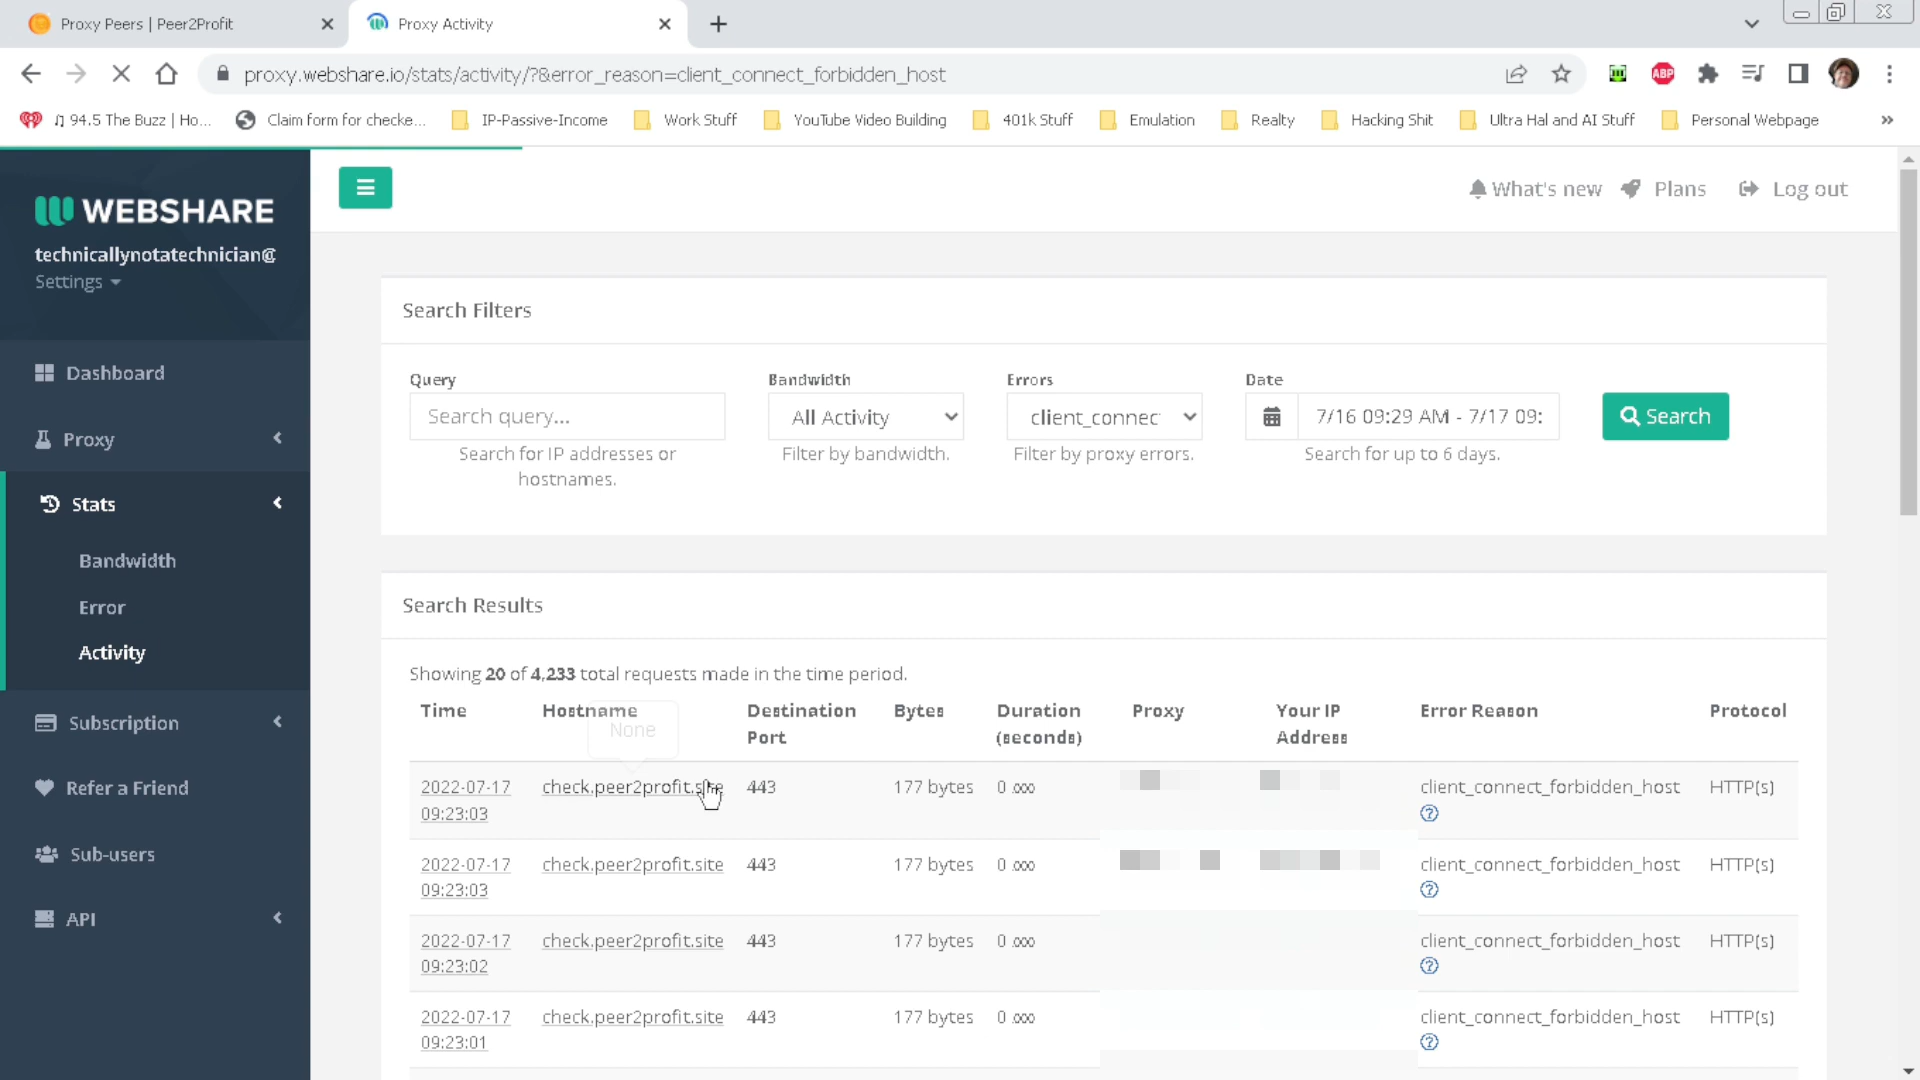 Proxy Peers | Peer2Profit
Proxy Activity
proxy.webshare.io/stats/activity/?&error_reason=client_connect_forbidden_host
ABP
♫ 94.5 The Buzz | Ho...
Claim form for checke...
IP-Passive-Income
Work Stuff
YouTube Video Building
401k Stuff
Emulation
Realty
Hacking Shit
Ultra Hal and AI Stuff
Personal Webpage
»
WEBSHARE
technicallynotatechnician@
Settings
Dashboard
Proxy
Stats
Bandwidth
Error
Activity
Subscription
Refer a Friend
Sub-users
API
What's new
Plans
Log out
Search Filters
Query
Search query...
Search for IP addresses or
hostnames.
Bandwidth
All Activity
Filter by bandwidth.
Errors
client_connec
Filter by proxy errors.
Date
7/16 09:29 AM - 7/17 09:
Search for up to 6 days.
Search
Search Results
Showing 20 of 4,233 total requests made in the time period.
Time Hostname Destination Port Bytes Duration (seconds) Proxy Your IP Address Error Reason Protocol
None
2022-07-17 09:23:03 check.peer2profit.site 443 177 bytes 0.000 client_connect_forbidden_host HTTP(s)
2022-07-17 09:23:03 check.peer2profit.site 443 177 bytes 0.000 client_connect_forbidden_host HTTP(s)
2022-07-17 09:23:02 check.peer2profit.site 443 177 bytes 0.000 client_connect_forbidden_host HTTP(s)
2022-07-17 09:23:01 check.peer2profit.site 443 177 bytes 0.000 client_connect_forbidden_host HTTP(s)